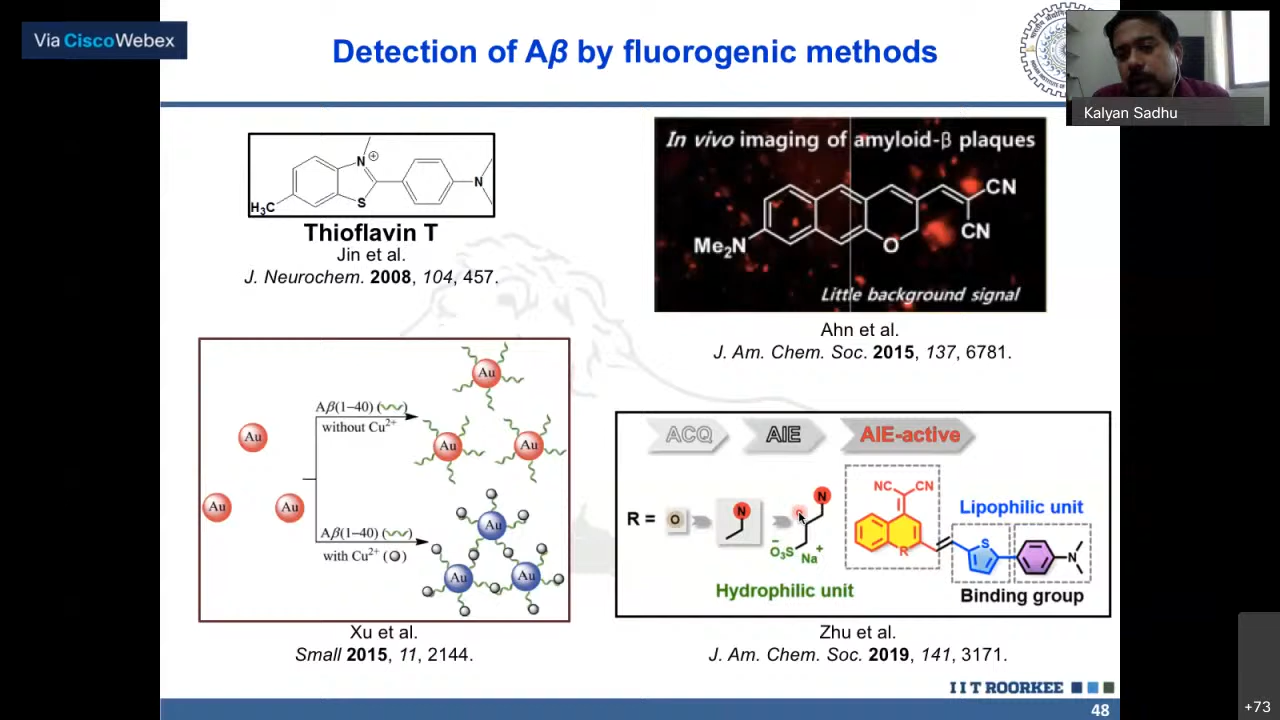 Via Cisco Webex
Detection of Aβ by fluorogenic methods
Kalyan Sadhu
N
⊕
S
N
H₃C
Thioflavin T
Jin et al.
J. Neurochem. 2008, 104, 457.
In vivo imaging of amyloid-β plaques
CN
CN
Me₂N
O
Little background signal
Ahn et al.
J. Am. Chem. Soc. 2015, 137, 6781.
Au
Au
Au
Aβ(1–40) ( )
without Cu²⁺
Au
Au
Au
Aβ(1–40) ( )
with Cu²⁺ ( )
Au
Au
Au
Xu et al.
Small 2015, 11, 2144.
ACQ AIE AIE-active
R = O
N
N
⁻O₃S Na⁺
Hydrophilic unit
NC CN
R
Lipophilic unit
S
N
Binding group
Zhu et al.
J. Am. Chem. Soc. 2019, 141, 3171.
I I T ROORKEE
48
+73